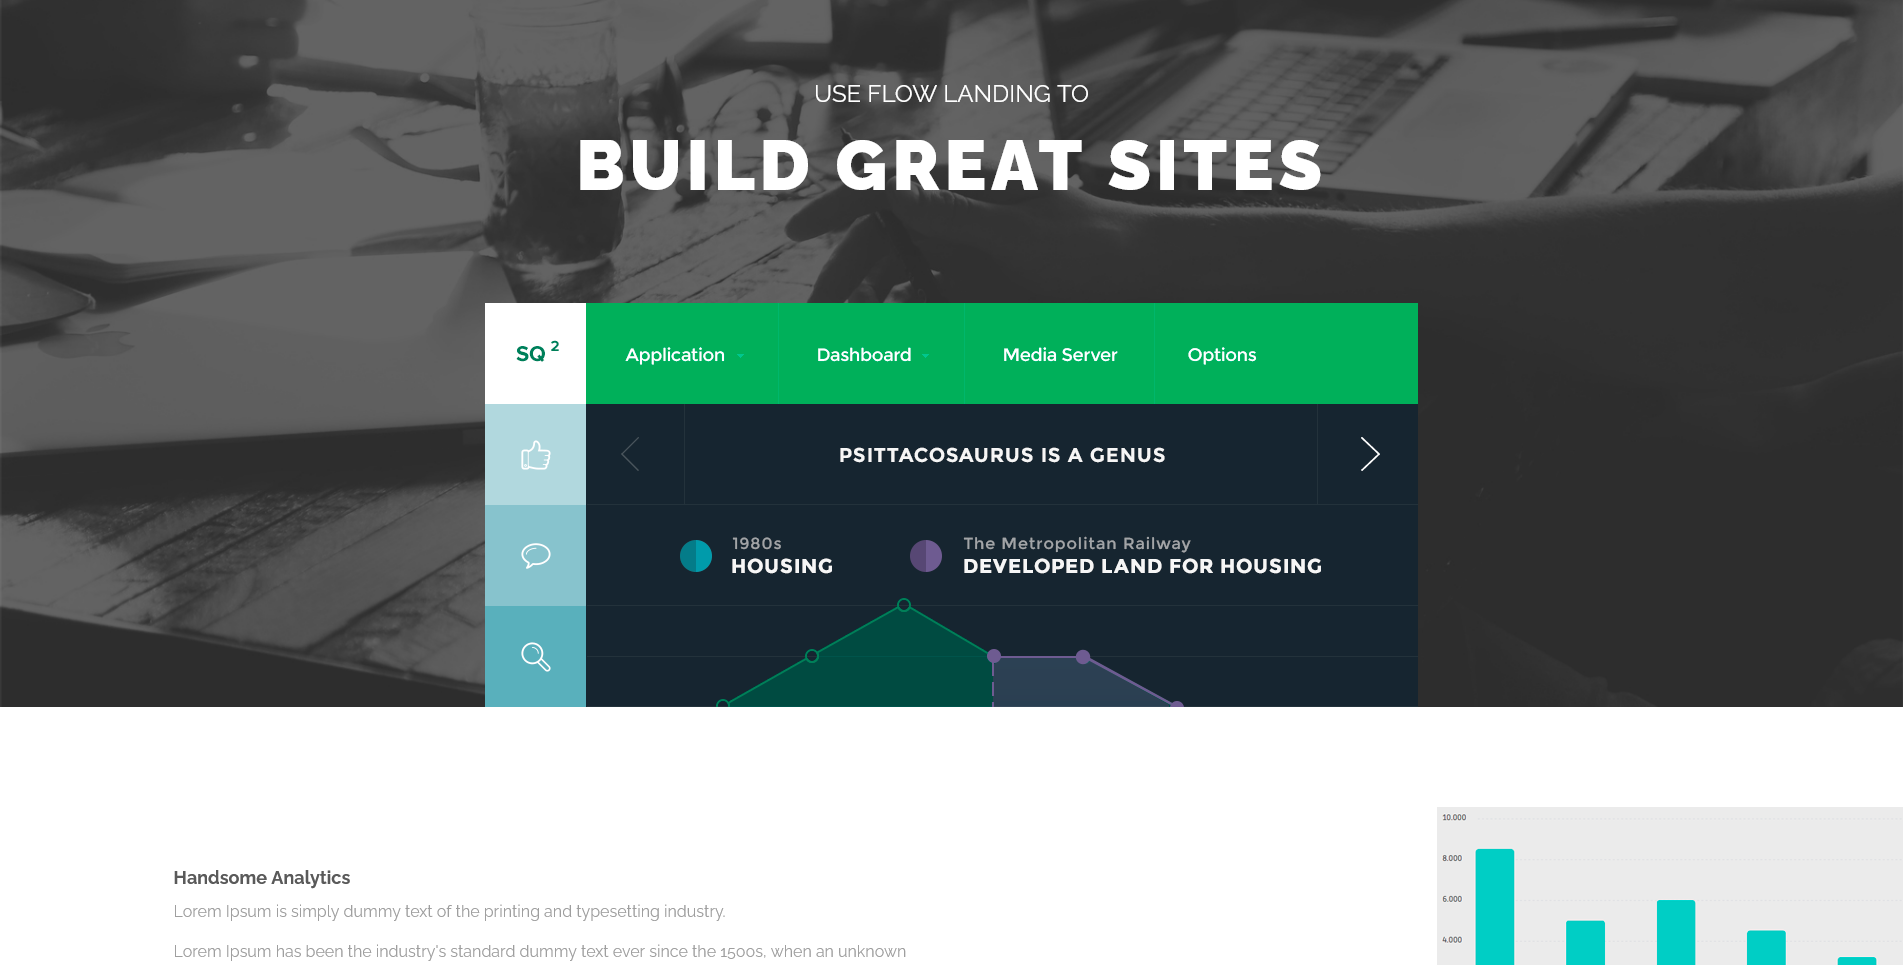 USE FLOW LANDING TO
BUILD GREAT SITES
SQ 2
Application
Dashboard
Media Server
Options
PSITTACOSAURUS IS A GENUS
1980s
HOUSING
The Metropolitan Railway
DEVELOPED LAND FOR HOUSING
Handsome Analytics
Lorem Ipsum is simply dummy text of the printing and typesetting industry.
Lorem Ipsum has been the industry's standard dummy text ever since the 1500s, when an unknown
10.000
8.000
6.000
4.000